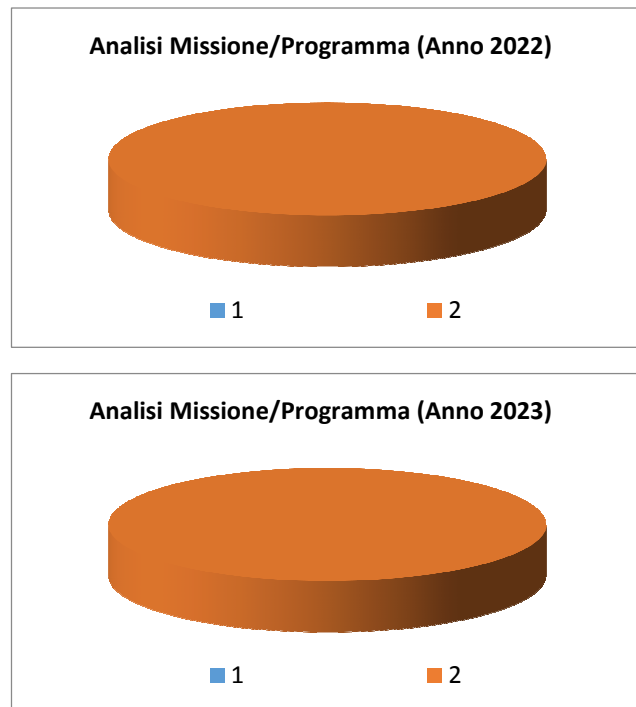 Analisi Missione/Programma (Anno 2022)
1 2
Analisi Missione/Programma (Anno 2023)
1 2